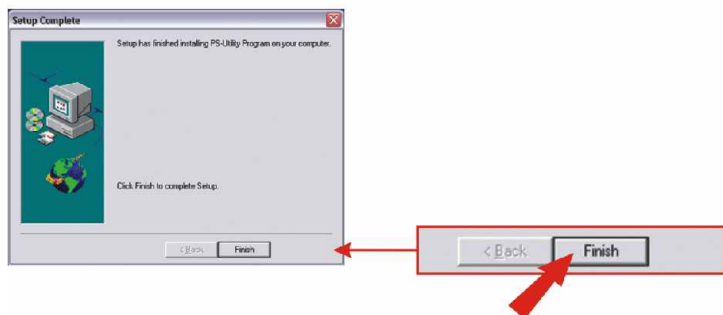 Setup Complete
Setup has finished installing PS-Utility Program on your computer.
Click Finish to complete Setup.
< Back Finish
< Back Finish